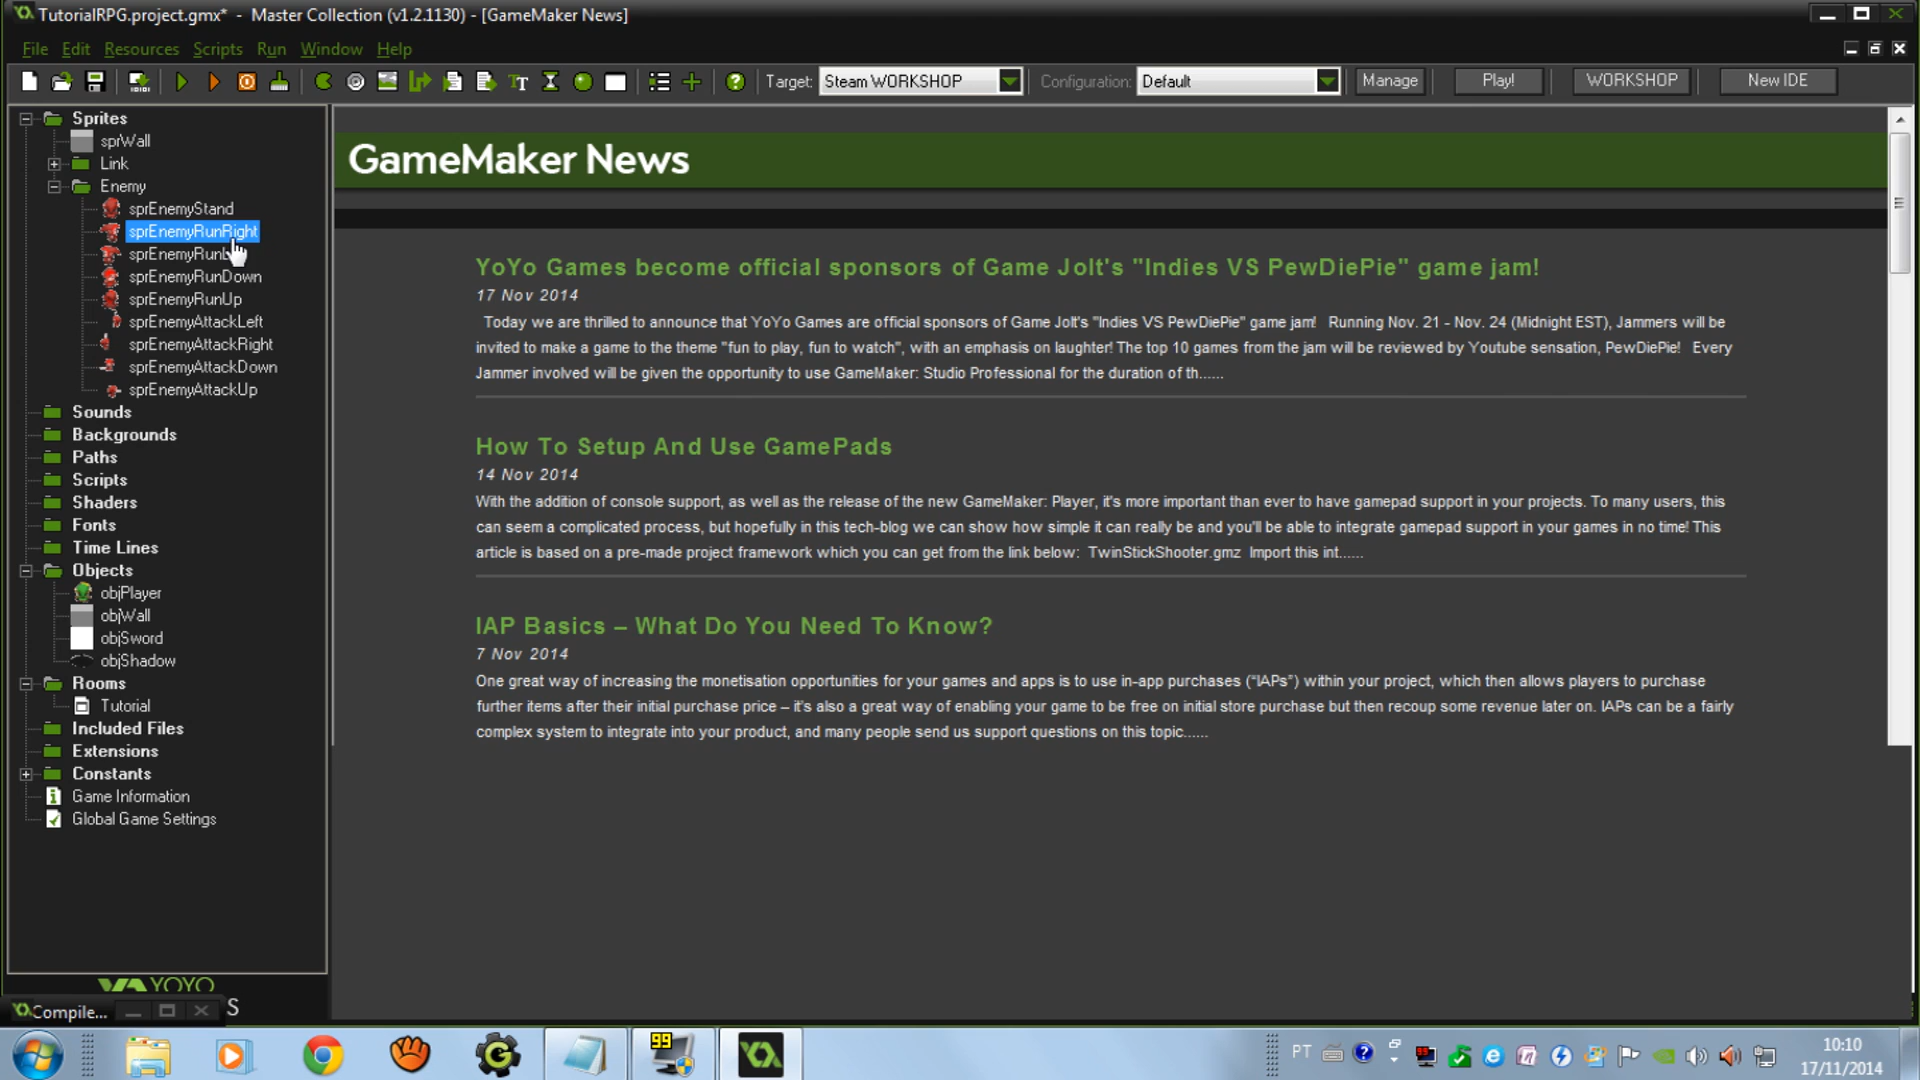 TutorialRPG.project.gmx* - Master Collection (v1.2.1130) - [GameMaker News]
File Edit Resources Scripts Run Window Help
Target: Steam WORKSHOP Configuration: Default Manage Play! WORKSHOP New IDE
Sprites
sprWall
Link
Enemy
sprEnemyStand
sprEnemyRunRight
sprEnemyRun
sprEnemyRunDown
sprEnemyRunUp
sprEnemyAttackLeft
sprEnemyAttackRight
sprEnemyAttackDown
sprEnemyAttackUp
Sounds
Backgrounds
Paths
Scripts
Shaders
Fonts
Time Lines
Objects
objPlayer
objWall
objSword
objShadow
Rooms
Tutorial
Included Files
Extensions
Constants
Game Information
Global Game Settings
YOYO
Compile... S
GameMaker News
YoYo Games become official sponsors of Game Jolt's "Indies VS PewDiePie" game jam!
17 Nov 2014
Today we are thrilled to announce that YoYo Games are official sponsors of Game Jolt's "Indies VS PewDiePie" game jam! Running Nov. 21 - Nov. 24 (Midnight EST), Jammers will be
invited to make a game to the theme "fun to play, fun to watch", with an emphasis on laughter! The top 10 games from the jam will be reviewed by Youtube sensation, PewDiePie! Every
Jammer involved will be given the opportunity to use GameMaker: Studio Professional for the duration of th......
How To Setup And Use GamePads
14 Nov 2014
With the addition of console support, as well as the release of the new GameMaker: Player, it's more important than ever to have gamepad support in your projects. To many users, this
can seem a complicated process, but hopefully in this tech-blog we can show how simple it can really be and you'll be able to integrate gamepad support in your games in no time! This
article is based on a pre-made project framework which you can get from the link below: TwinStickShooter.gmz Import this int......
IAP Basics – What Do You Need To Know?
7 Nov 2014
One great way of increasing the monetisation opportunities for your games and apps is to use in-app purchases (“IAPs”) within your project, which then allows players to purchase
further items after their initial purchase price – it's also a great way of enabling your game to be free on initial store purchase but then recoup some revenue later on. IAPs can be a fairly
complex system to integrate into your product, and many people send us support questions on this topic......
99
PT
10:10
17/11/2014